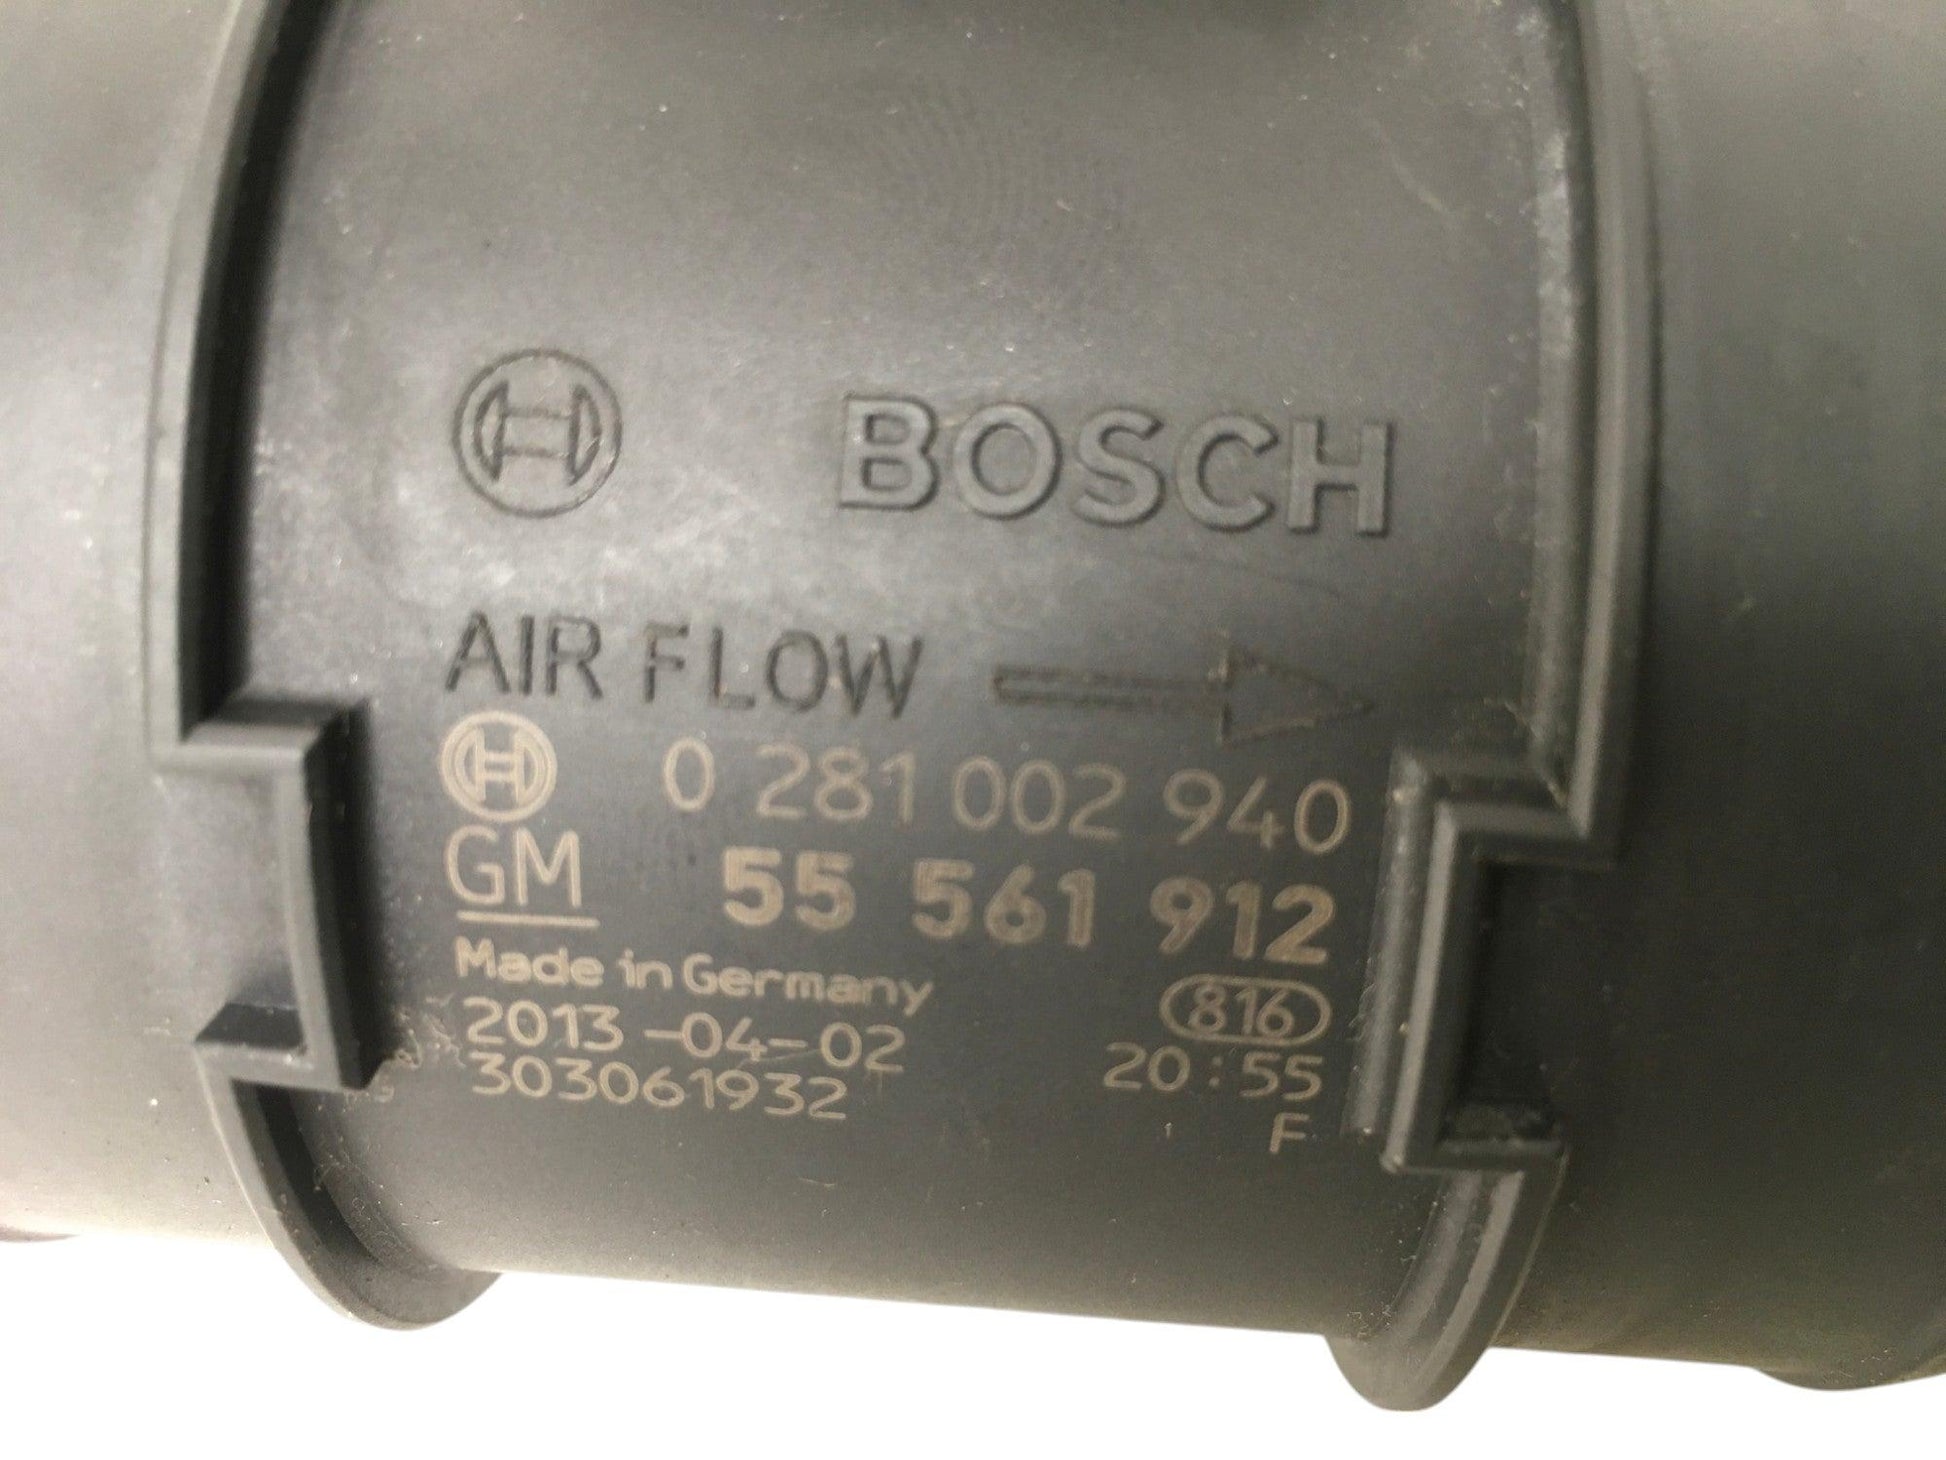 BOSCH
AIR FLOW
0 281 002 940
GM 55 561 912
Made in Germany 816
2013-04-02 20:55
303061932 F